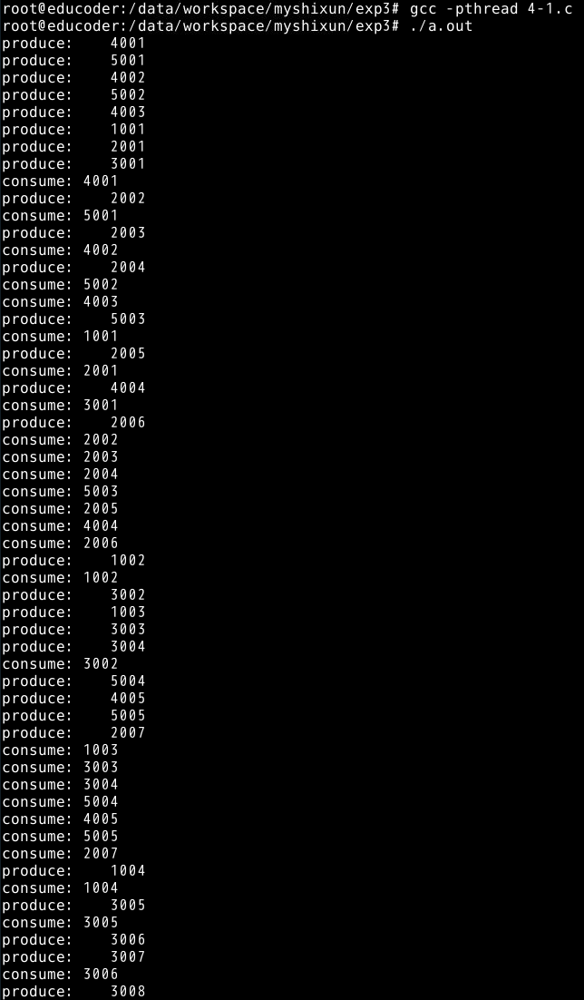 root@educoder:/data/workspace/myshixun/exp3# gcc -pthread 4-1.c
root@educoder:/data/workspace/myshixun/exp3# ./a.out
produce:    4001
produce:    5001
produce:    4002
produce:    5002
produce:    4003
produce:    1001
produce:    2001
produce:    3001
consume: 4001
produce:    2002
consume: 5001
produce:    2003
consume: 4002
produce:    2004
consume: 5002
consume: 4003
produce:    5003
consume: 1001
produce:    2005
consume: 2001
produce:    4004
consume: 3001
produce:    2006
consume: 2002
consume: 2003
consume: 2004
consume: 5003
consume: 2005
consume: 4004
consume: 2006
produce:    1002
consume: 1002
produce:    3002
produce:    1003
produce:    3003
produce:    3004
consume: 3002
produce:    5004
produce:    4005
produce:    5005
produce:    2007
consume: 1003
consume: 3003
consume: 3004
consume: 5004
consume: 4005
consume: 5005
consume: 2007
produce:    1004
consume: 1004
produce:    3005
consume: 3005
produce:    3006
produce:    3007
consume: 3006
produce:    3008